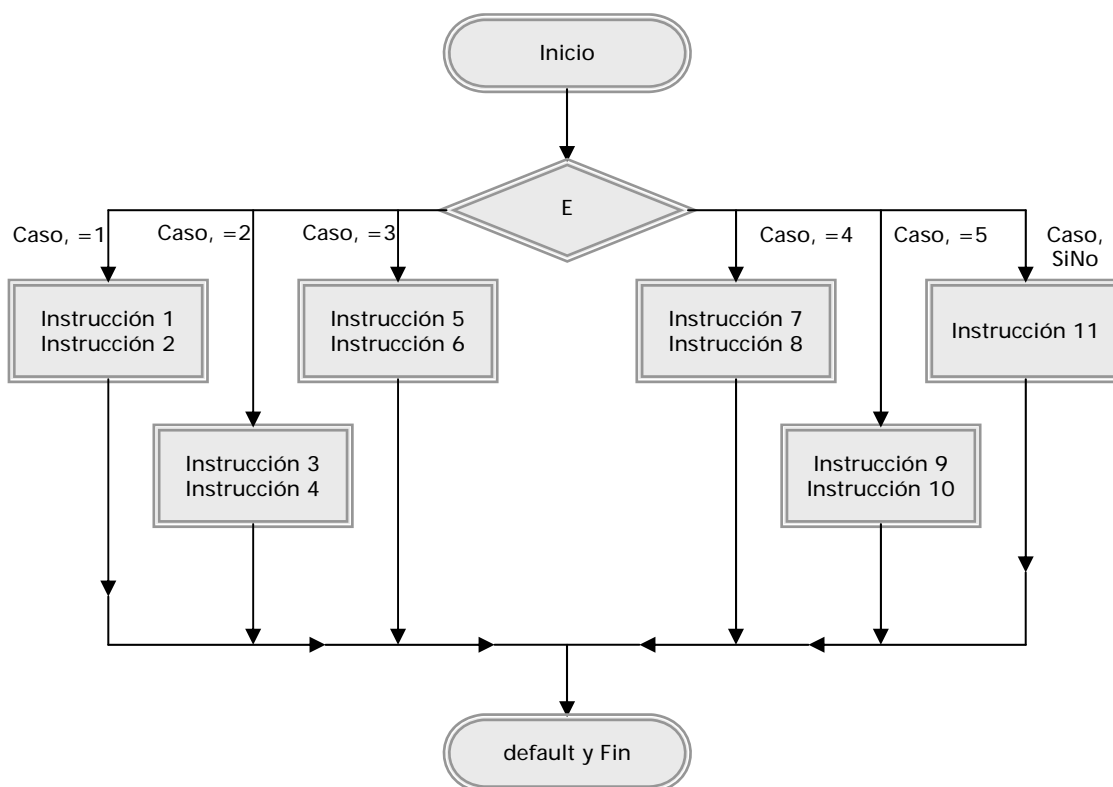 Inicio
E
Caso, =1
Caso, =2
Caso, =3
Caso, =4
Caso, =5
Caso,
SiNo
Instrucción 1
Instrucción 2
Instrucción 5
Instrucción 6
Instrucción 7
Instrucción 8
Instrucción 11
Instrucción 3
Instrucción 4
Instrucción 9
Instrucción 10
default y Fin